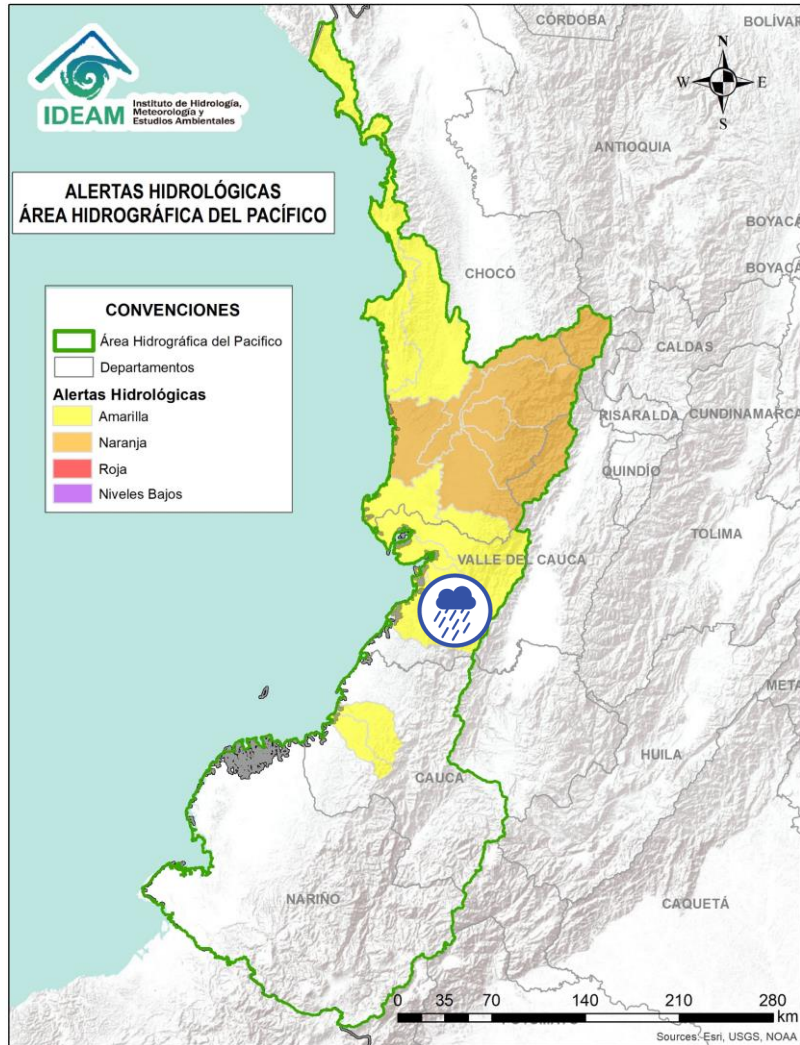 IDEAM
Instituto de Hidrología,
Meteorología y
Estudios Ambientales
ALERTAS HIDROLÓGICAS
ÁREA HIDROGRÁFICA DEL PACÍFICO
CONVENCIONES
Área Hidrográfica del Pacifico
Departamentos
Alertas Hidrológicas
Amarilla
Naranja
Roja
Niveles Bajos
N
W E
S
CÓRDOBA
BOLÍVAR
ANTIOQUIA
BOYACÁ
BOYACÁ
CHOCÓ
CALDAS
RISARALDA
CUNDINAMARCA
QUINDÍO
TOLIMA
VALLE DEL CAUCA
META
HUILA
CAUCA
NARIÑO
CAQUETÁ
0 35 70 140 210 280
km
Sources: Esri, USGS, NOAA